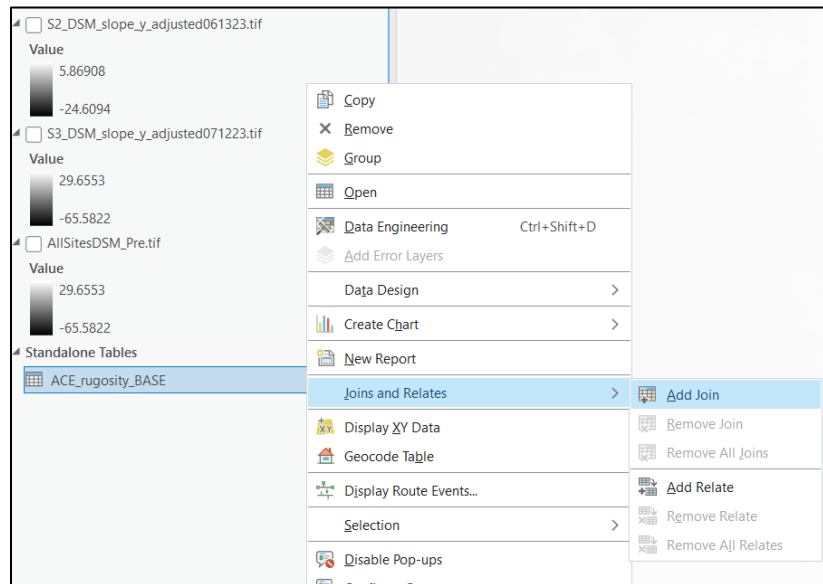 S2_DSM_slope_y_adjusted061323.tif
Value
5.86908
-24.6094
S3_DSM_slope_y_adjusted071223.tif
Value
29.6553
-65.5822
AllSitesDSM_Pre.tif
Value
29.6553
-65.5822
Standalone Tables
ACE_rugosity_BASE
Copy
Remove
Group
Open
Data Engineering Ctrl+Shift+D
Add Error Layers
Data Design
Create Chart
New Report
Joins and Relates
Display XY Data
Geocode Table
Display Route Events...
Selection
Disable Pop-ups
Add Join
Remove Join
Remove All Joins
Add Relate
Remove Relate
Remove All Relates